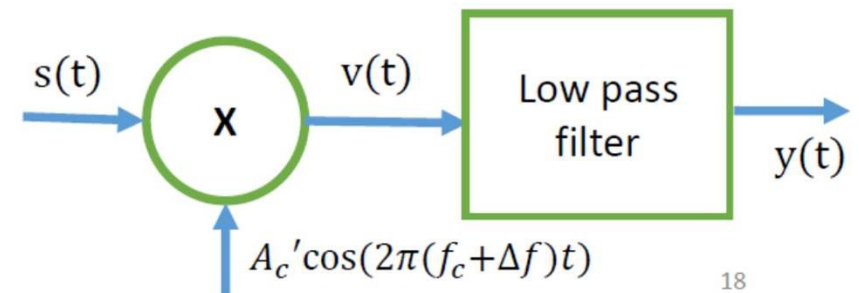 s(t)
X
v(t)
Low pass
filter
y(t)
A_c′cos(2π(f_c+Δf)t)
18